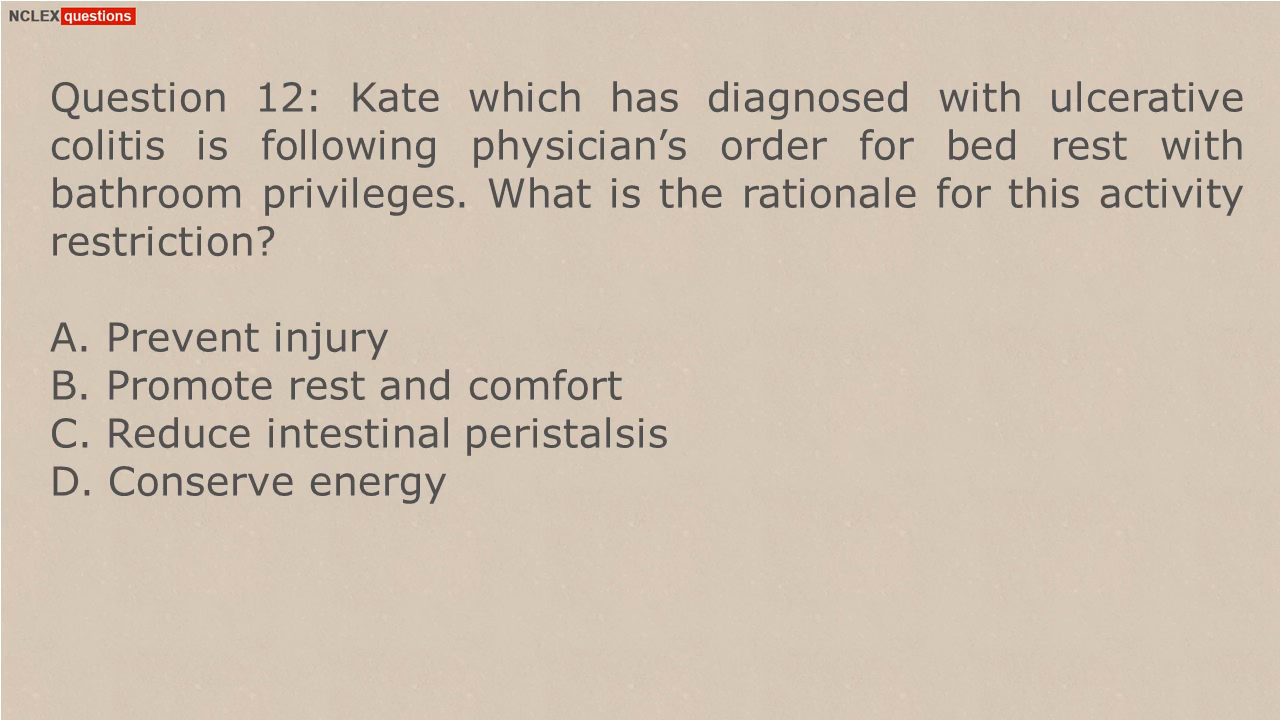 NCLEX questions
Question 12: Kate which has diagnosed with ulcerative
colitis is following physician’s order for bed rest with
bathroom privileges. What is the rationale for this activity
restriction?
A. Prevent injury
B. Promote rest and comfort
C. Reduce intestinal peristalsis
D. Conserve energy